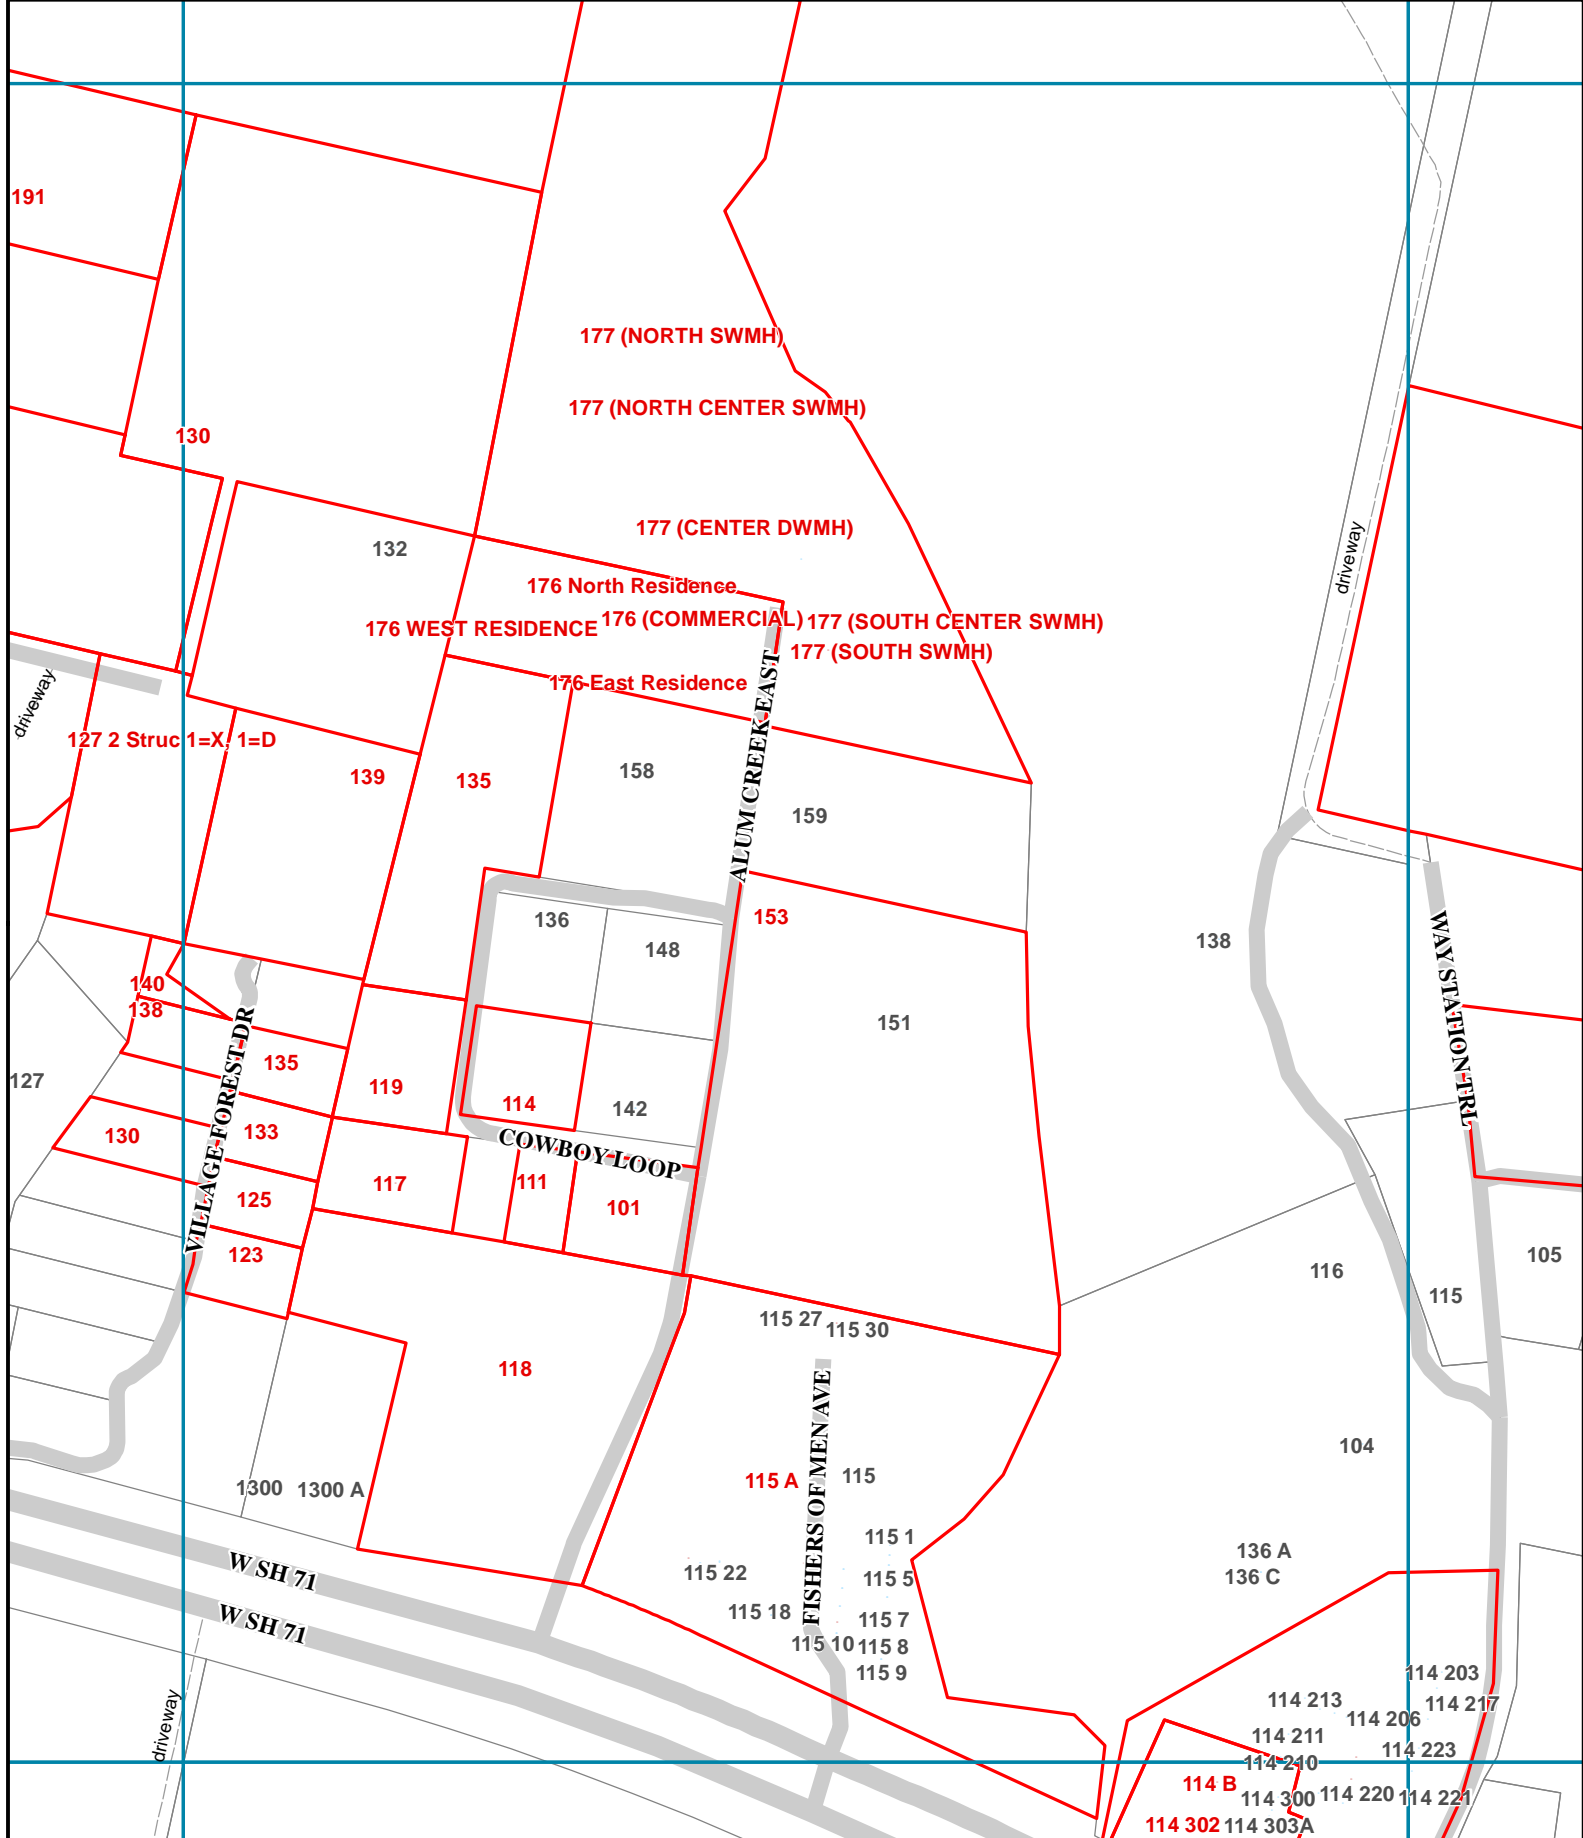 191
177 (NORTH SWMH)
177 (NORTH CENTER SWMH)
130
177 (CENTER DWMH)
132
driveway
176 North Residence
176 (COMMERCIAL)
177 (SOUTH CENTER SWMH)
176 WEST RESIDENCE
177 (SOUTH SWMH)
176 East Residence
driveway
127 2 Struc 1=X, 1=D
139
135
158
ALUM CREEK EAST
159
136
153
148
138
WAY STATION TRL
140
138
151
135
127
119
114
142
130
133
COWBOY LOOP
VILLAGE FOREST DR
117
111
125
101
123
105
116
115
115 27
115 30
118
104
FISHERS OF MEN AVE
115 A
115
1300
1300 A
115 1
136 A
W SH 71
115 22
115 5
136 C
115 18
115 7
W SH 71
115 10
115 8
115 9
114 203
driveway
114 213
114 217
114 206
114 211
114 223
114 210
114 B
114 300
114 220
114 221
114 302
114 303A